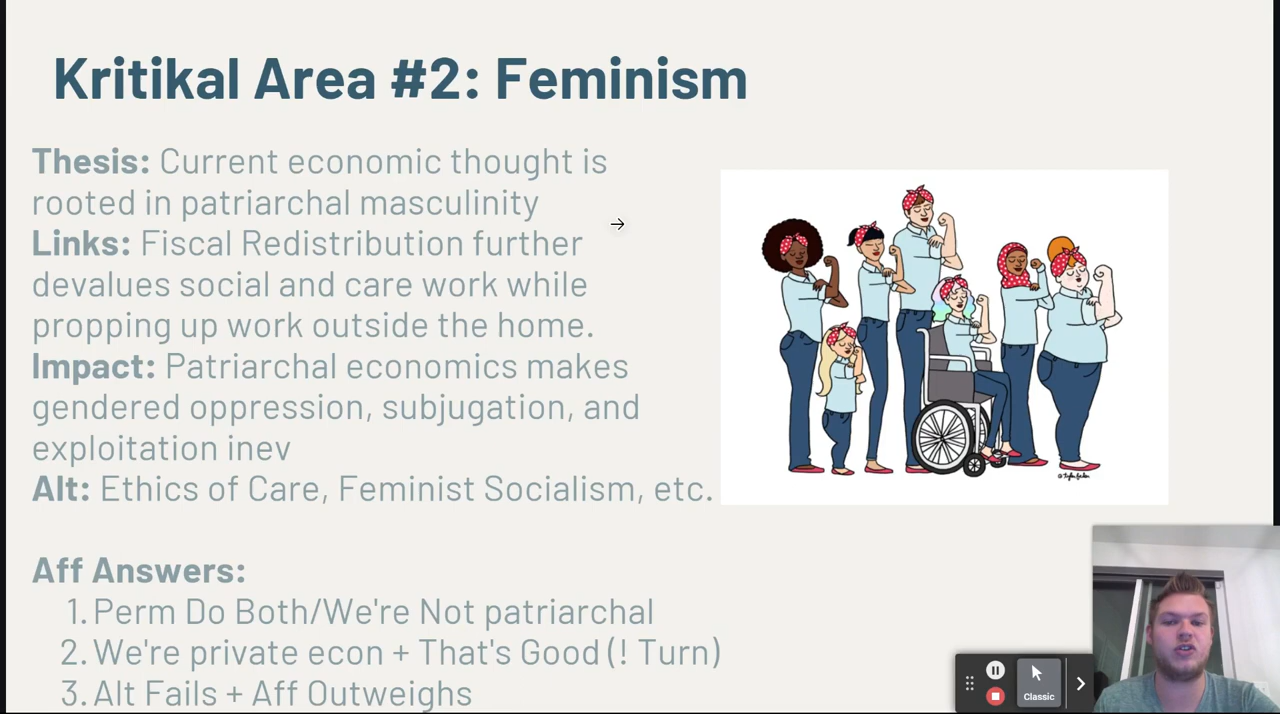 Kritikal Area #2: Feminism
Thesis: Current economic thought is
rooted in patriarchal masculinity
Links: Fiscal Redistribution further
devalues social and care work while
propping up work outside the home.
Impact: Patriarchal economics makes
gendered oppression, subjugation, and
exploitation inev
Alt: Ethics of Care, Feminist Socialism, etc.
Aff Answers:
1. Perm Do Both/We're Not patriarchal
2. We're private econ + That's Good (! Turn)
3. Alt Fails + Aff Outweighs
Classic